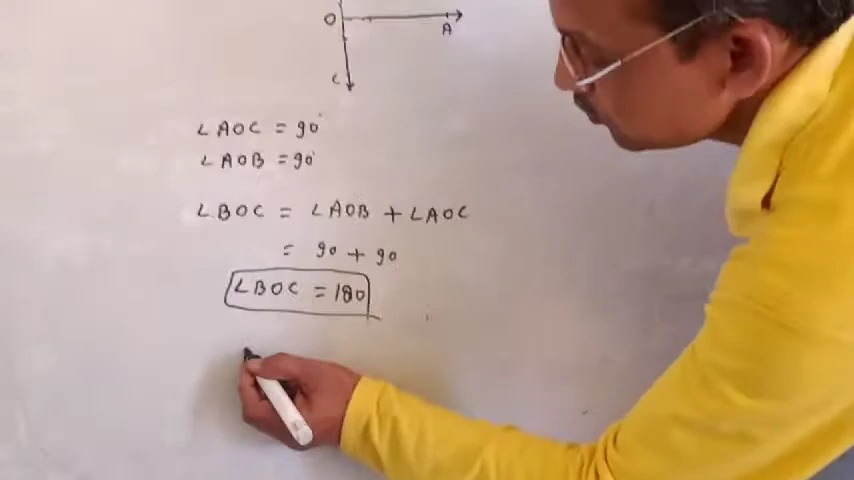 O
A
C
∠AOC = 90°
∠AOB = 90°
∠BOC = ∠AOB + ∠AOC
= 90 + 90
∠BOC = 180